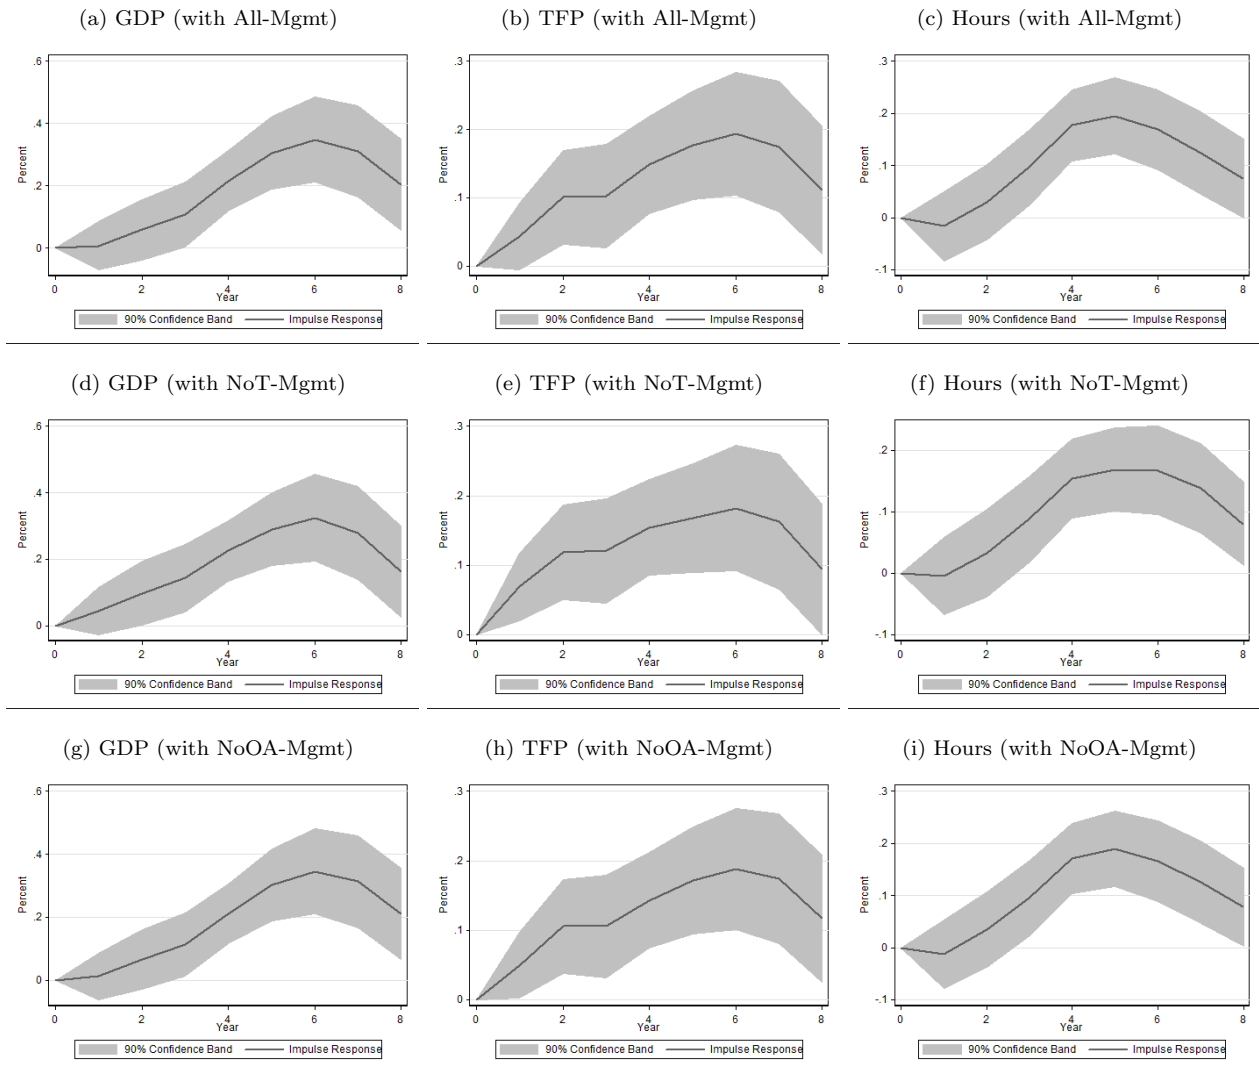 (a) GDP (with All-Mgmt)
(b) TFP (with All-Mgmt)
(c) Hours (with All-Mgmt)
.6
.4
.2
0
Percent
0 2 4 6 8
Year
90% Confidence Band Impulse Response
.3
.2
.1
0
Percent
0 2 4 6 8
Year
90% Confidence Band Impulse Response
.3
.2
.1
0
-.1
Percent
0 2 4 6 8
Year
90% Confidence Band Impulse Response
(d) GDP (with NoT-Mgmt)
(e) TFP (with NoT-Mgmt)
(f) Hours (with NoT-Mgmt)
.6
.4
.2
0
Percent
0 2 4 6 8
Year
90% Confidence Band Impulse Response
.3
.2
.1
0
Percent
0 2 4 6 8
Year
90% Confidence Band Impulse Response
.2
.1
0
-.1
Percent
0 2 4 6 8
Year
90% Confidence Band Impulse Response
(g) GDP (with NoOA-Mgmt)
(h) TFP (with NoOA-Mgmt)
(i) Hours (with NoOA-Mgmt)
.6
.4
.2
0
Percent
0 2 4 6 8
Year
90% Confidence Band Impulse Response
.3
.2
.1
0
Percent
0 2 4 6 8
Year
90% Confidence Band Impulse Response
.3
.2
.1
0
-.1
Percent
0 2 4 6 8
Year
90% Confidence Band Impulse Response